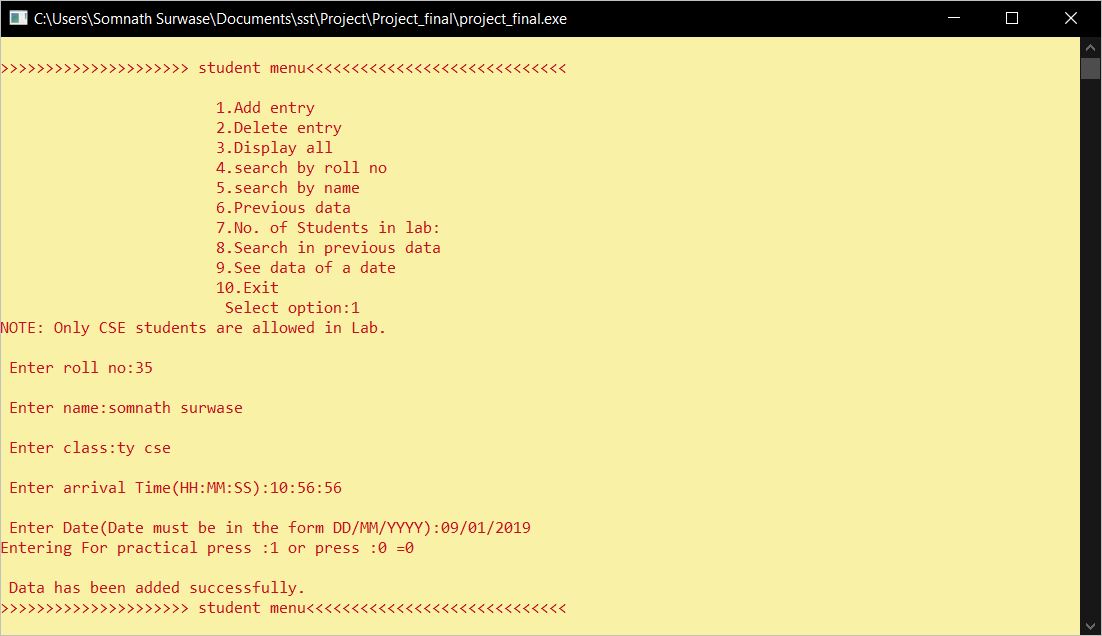 C:\Users\Somnath Surwase\Documents\sst\Project\Project_final\project_final.exe
>>>>>>>>>>>>>>>>>>>>> student menu<<<<<<<<<<<<<<<<<<<<<<<<<<<<<
1.Add entry
2.Delete entry
3.Display all
4.search by roll no
5.search by name
6.Previous data
7.No. of Students in lab:
8.Search in previous data
9.See data of a date
10.Exit
Select option:1
NOTE: Only CSE students are allowed in Lab.
Enter roll no:35
Enter name:somnath surwase
Enter class:ty cse
Enter arrival Time(HH:MM:SS):10:56:56
Enter Date(Date must be in the form DD/MM/YYYY):09/01/2019
Entering For practical press :1 or press :0 =0
Data has been added successfully.
>>>>>>>>>>>>>>>>>>>>> student menu<<<<<<<<<<<<<<<<<<<<<<<<<<<<<